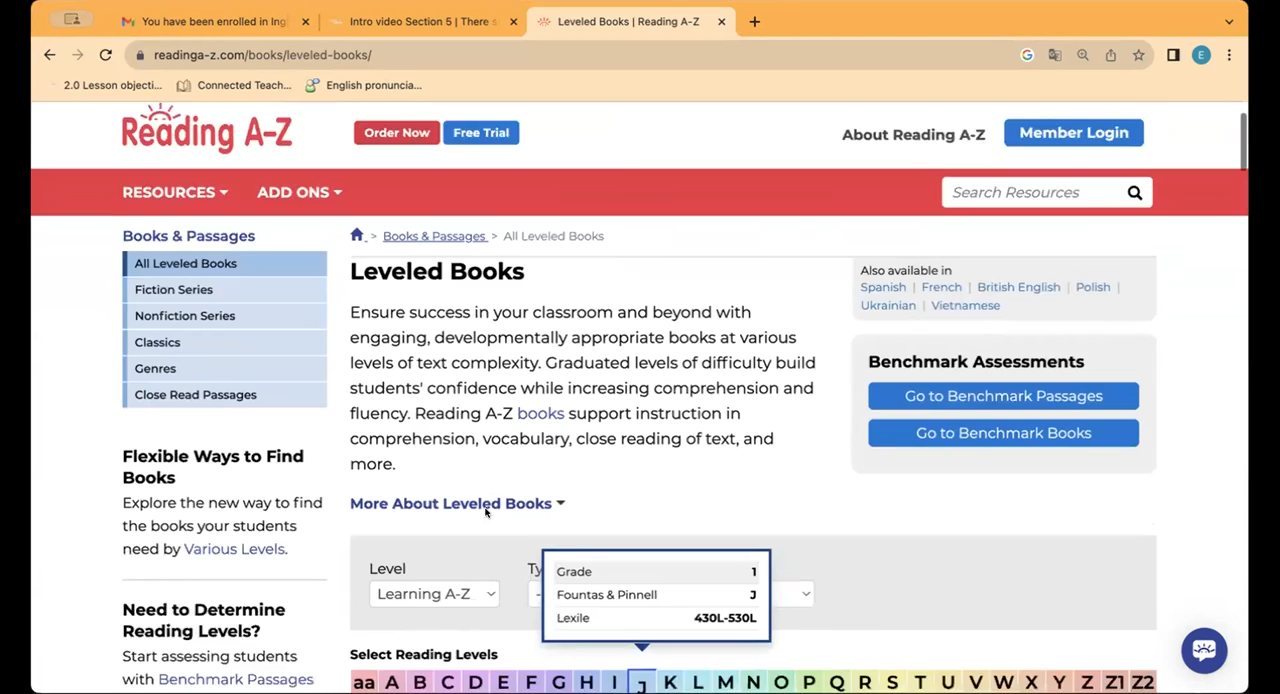 You have been enrolled in Ing
Intro video Section 5 | There s
Leveled Books | Reading A-Z
readinga-z.com/books/leveled-books/
E
2.0 Lesson objecti...
Connected Teach...
English pronuncia...
Reading A-Z
Order Now
Free Trial
About Reading A-Z
Member Login
RESOURCES
ADD ONS
Search Resources
Books & Passages
All Leveled Books
Fiction Series
Nonfiction Series
Classics
Genres
Close Read Passages
Flexible Ways to Find
Books
Explore the new way to find
the books your students
need by Various Levels.
Need to Determine
Reading Levels?
Start assessing students
with Benchmark Passages
> Books & Passages > All Leveled Books
Leveled Books
Ensure success in your classroom and beyond with
engaging, developmentally appropriate books at various
levels of text complexity. Graduated levels of difficulty build
students' confidence while increasing comprehension and
fluency. Reading A-Z books support instruction in
comprehension, vocabulary, close reading of text, and
more.
More About Leveled Books
Also available in
Spanish | French | British English | Polish |
Ukrainian | Vietnamese
Benchmark Assessments
Go to Benchmark Passages
Go to Benchmark Books
Level
Ty
Learning A-Z
-
Grade 1
Fountas & Pinnell J
Lexile 430L-530L
Select Reading Levels
aa A B C D E F G H I J K L M N O P Q R S T U V W X Y Z Z1 Z2